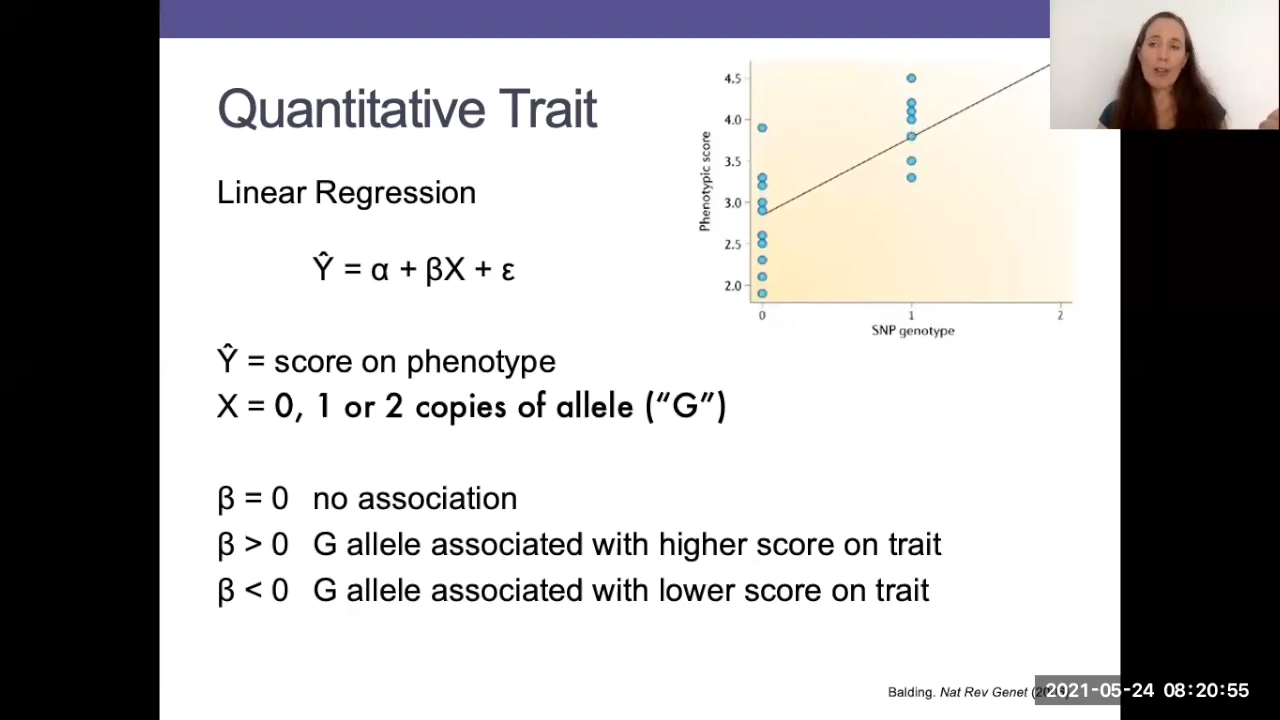 Quantitative Trait
Linear Regression
Ŷ = α + βX + ε
Ŷ = score on phenotype
X = 0, 1 or 2 copies of allele (“G”)
β = 0 no association
β > 0 G allele associated with higher score on trait
β < 0 G allele associated with lower score on trait
4.5
4.0
3.5
3.0
2.5
2.0
Phenotypic score
0 1 2
SNP genotype
Balding. Nat Rev Genet
2021-05-24 08:20:55